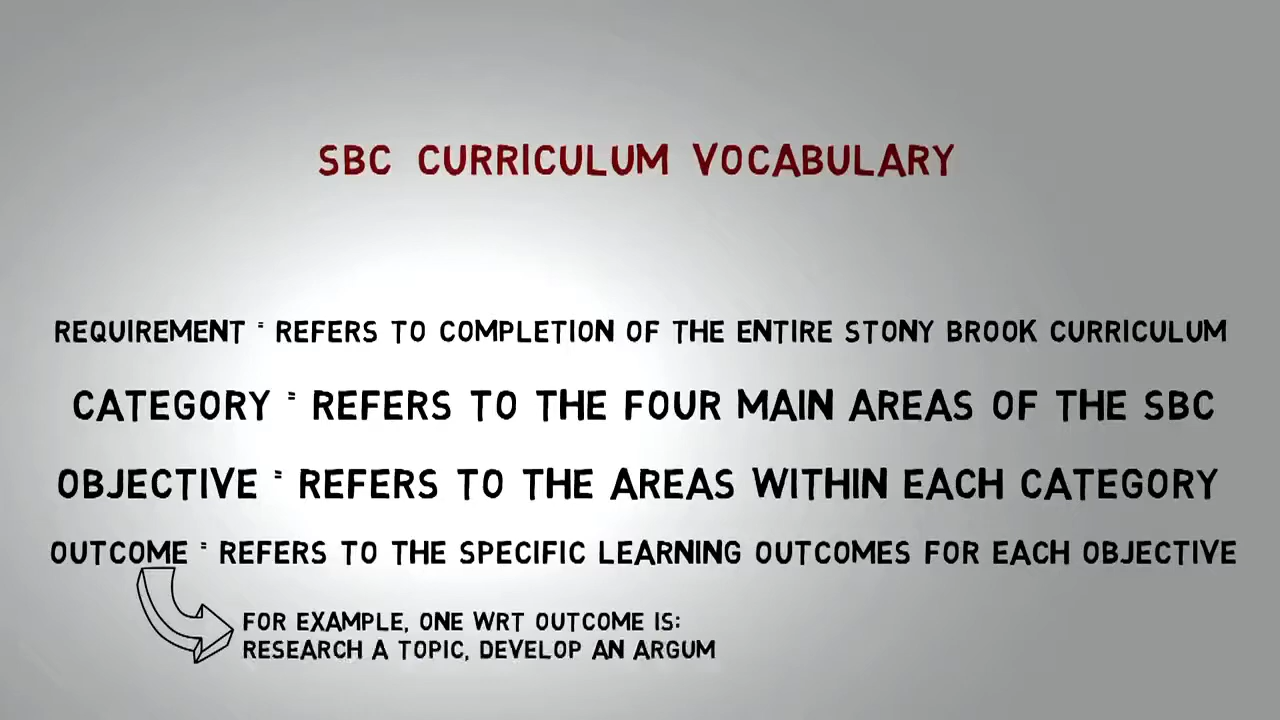 SBC CURRICULUM VOCABULARY
REQUIREMENT = REFERS TO COMPLETION OF THE ENTIRE STONY BROOK CURRICULUM
CATEGORY = REFERS TO THE FOUR MAIN AREAS OF THE SBC
OBJECTIVE = REFERS TO THE AREAS WITHIN EACH CATEGORY
OUTCOME = REFERS TO THE SPECIFIC LEARNING OUTCOMES FOR EACH OBJECTIVE
FOR EXAMPLE, ONE WRT OUTCOME IS:
RESEARCH A TOPIC, DEVELOP AN ARGUM